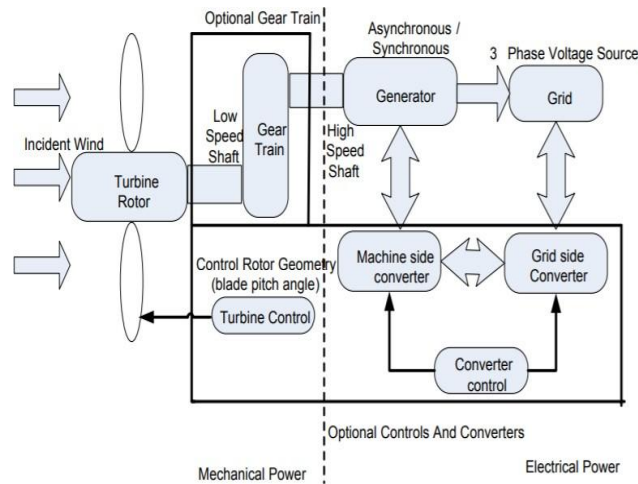 Optional Gear Train
Asynchronous /
Synchronous
3 Phase Voltage Source
Generator
Grid
Low
Speed
Shaft
Gear
Train
High
Speed
Shaft
Incident Wind
Turbine
Rotor
Control Rotor Geometry
(blade pitch angle)
Turbine Control
Machine side
converter
Grid side
Converter
Converter
control
Optional Controls And Converters
Mechanical Power
Electrical Power